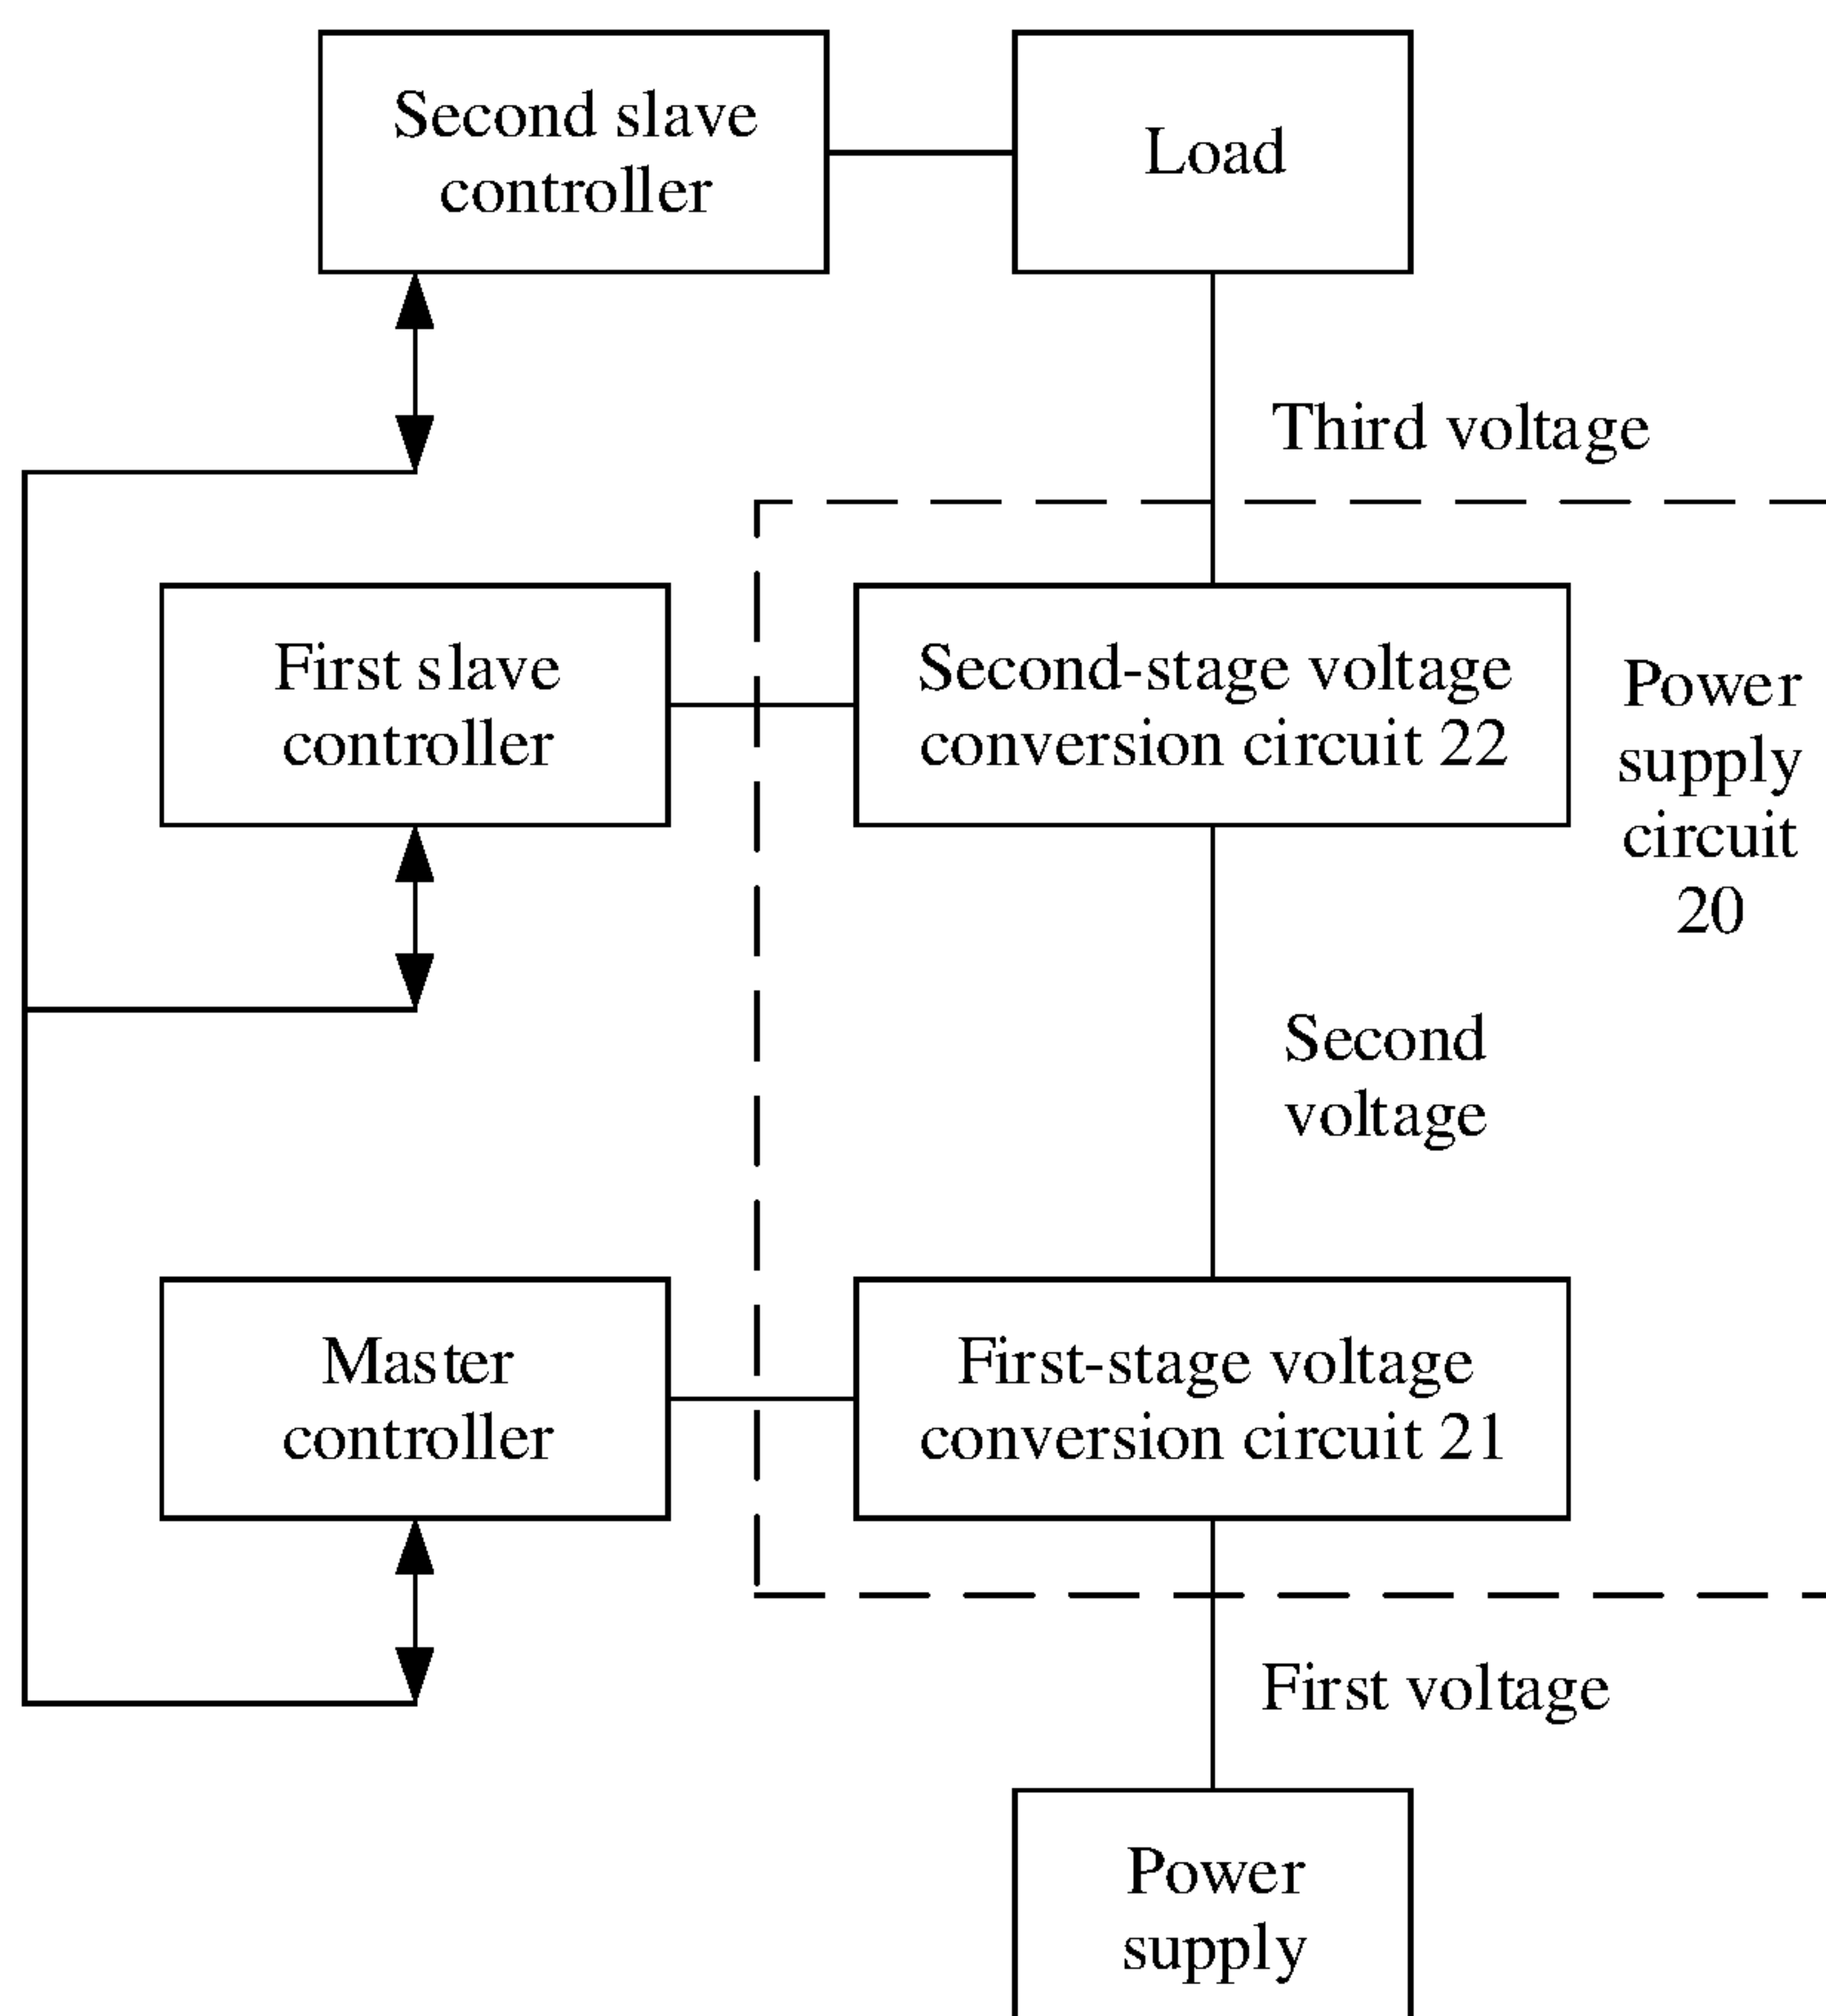 Second slave
controller
Load
Third voltage
First slave
controller
Second-stage voltage
conversion circuit 22
Power
supply
circuit
20
Second
voltage
Master
controller
First-stage voltage
conversion circuit 21
First voltage
Power
supply